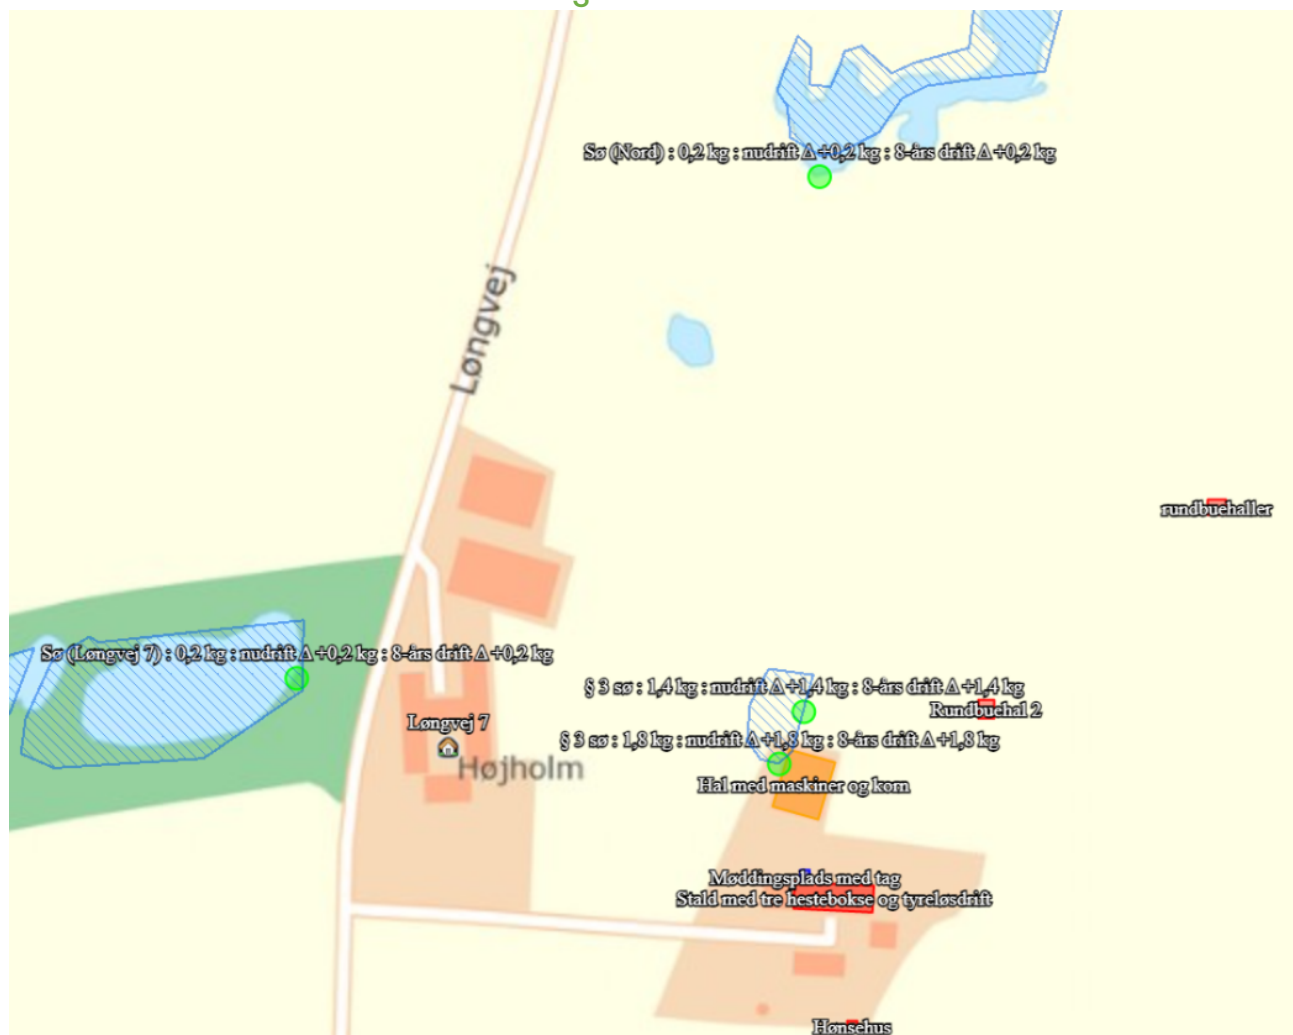 Sø (Nord) : 0,2 kg : nudrift Δ +0,2 kg : 8-års drift Δ +0,2 kg
Løngvej
rundbuehaller
Sø (Løngvej 7) : 0,2 kg : nudrift Δ +0,2 kg : 8-års drift Δ +0,2 kg
§ 3 sø : 1,4 kg : nudrift Δ +1,4 kg : 8-års drift Δ +1,4 kg
Rundbuehal 2
Løngvej 7
§ 3 sø : 1,8 kg : nudrift Δ +1,8 kg : 8-års drift Δ +1,8 kg
Højholm
Hal med maskiner og korn
Møddingsplads med tag
Stald med tre hestebokse og tyreløsdrift
Hønsehus